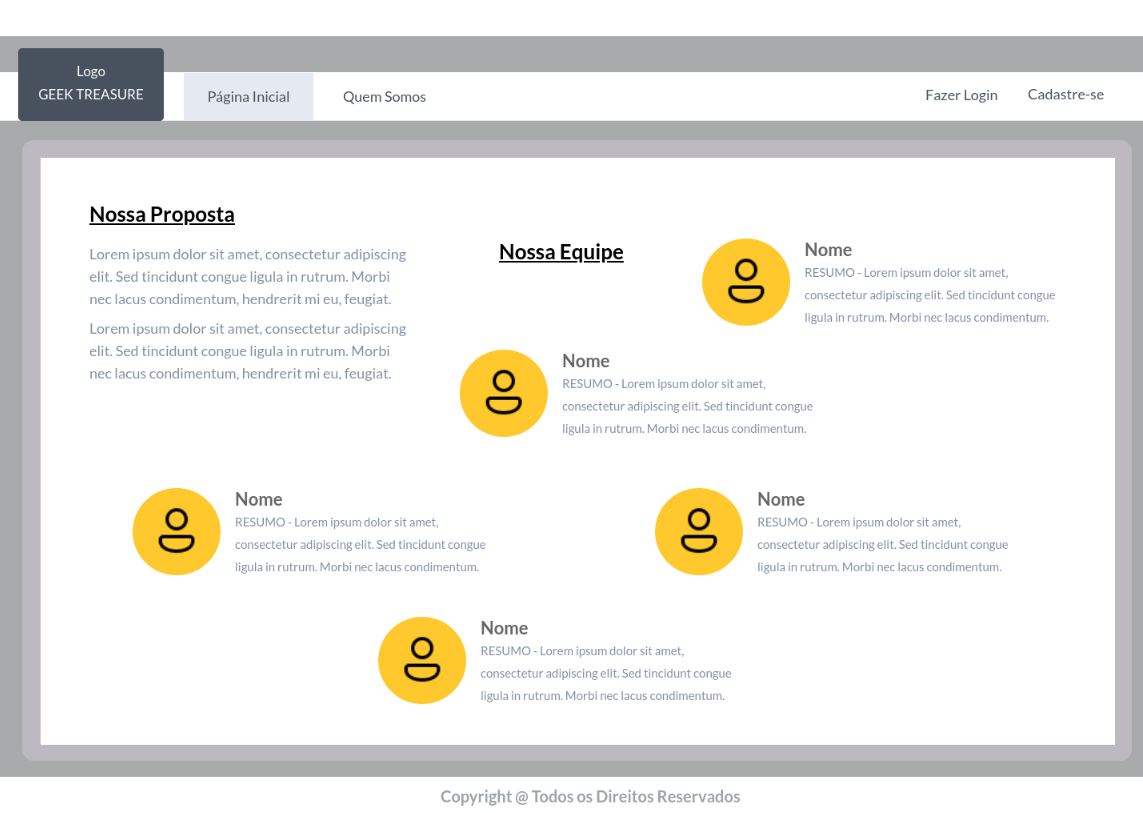 Logo
GEEK TREASURE
Página Inicial
Quem Somos
Fazer Login
Cadastre-se
Nossa Proposta
Lorem ipsum dolor sit amet, consectetur adipiscing
elit. Sed tincidunt congue ligula in rutrum. Morbi
nec lacus condimentum, hendrerit mi eu, feugiat.
Lorem ipsum dolor sit amet, consectetur adipiscing
elit. Sed tincidunt congue ligula in rutrum. Morbi
nec lacus condimentum, hendrerit mi eu, feugiat.
Nossa Equipe
Nome
RESUMO - Lorem ipsum dolor sit amet,
consectetur adipiscing elit. Sed tincidunt congue
ligula in rutrum. Morbi nec lacus condimentum.
Nome
RESUMO - Lorem ipsum dolor sit amet,
consectetur adipiscing elit. Sed tincidunt congue
ligula in rutrum. Morbi nec lacus condimentum.
Nome
RESUMO - Lorem ipsum dolor sit amet,
consectetur adipiscing elit. Sed tincidunt congue
ligula in rutrum. Morbi nec lacus condimentum.
Nome
RESUMO - Lorem ipsum dolor sit amet,
consectetur adipiscing elit. Sed tincidunt congue
ligula in rutrum. Morbi nec lacus condimentum.
Nome
RESUMO - Lorem ipsum dolor sit amet,
consectetur adipiscing elit. Sed tincidunt congue
ligula in rutrum. Morbi nec lacus condimentum.
Copyright @ Todos os Direitos Reservados